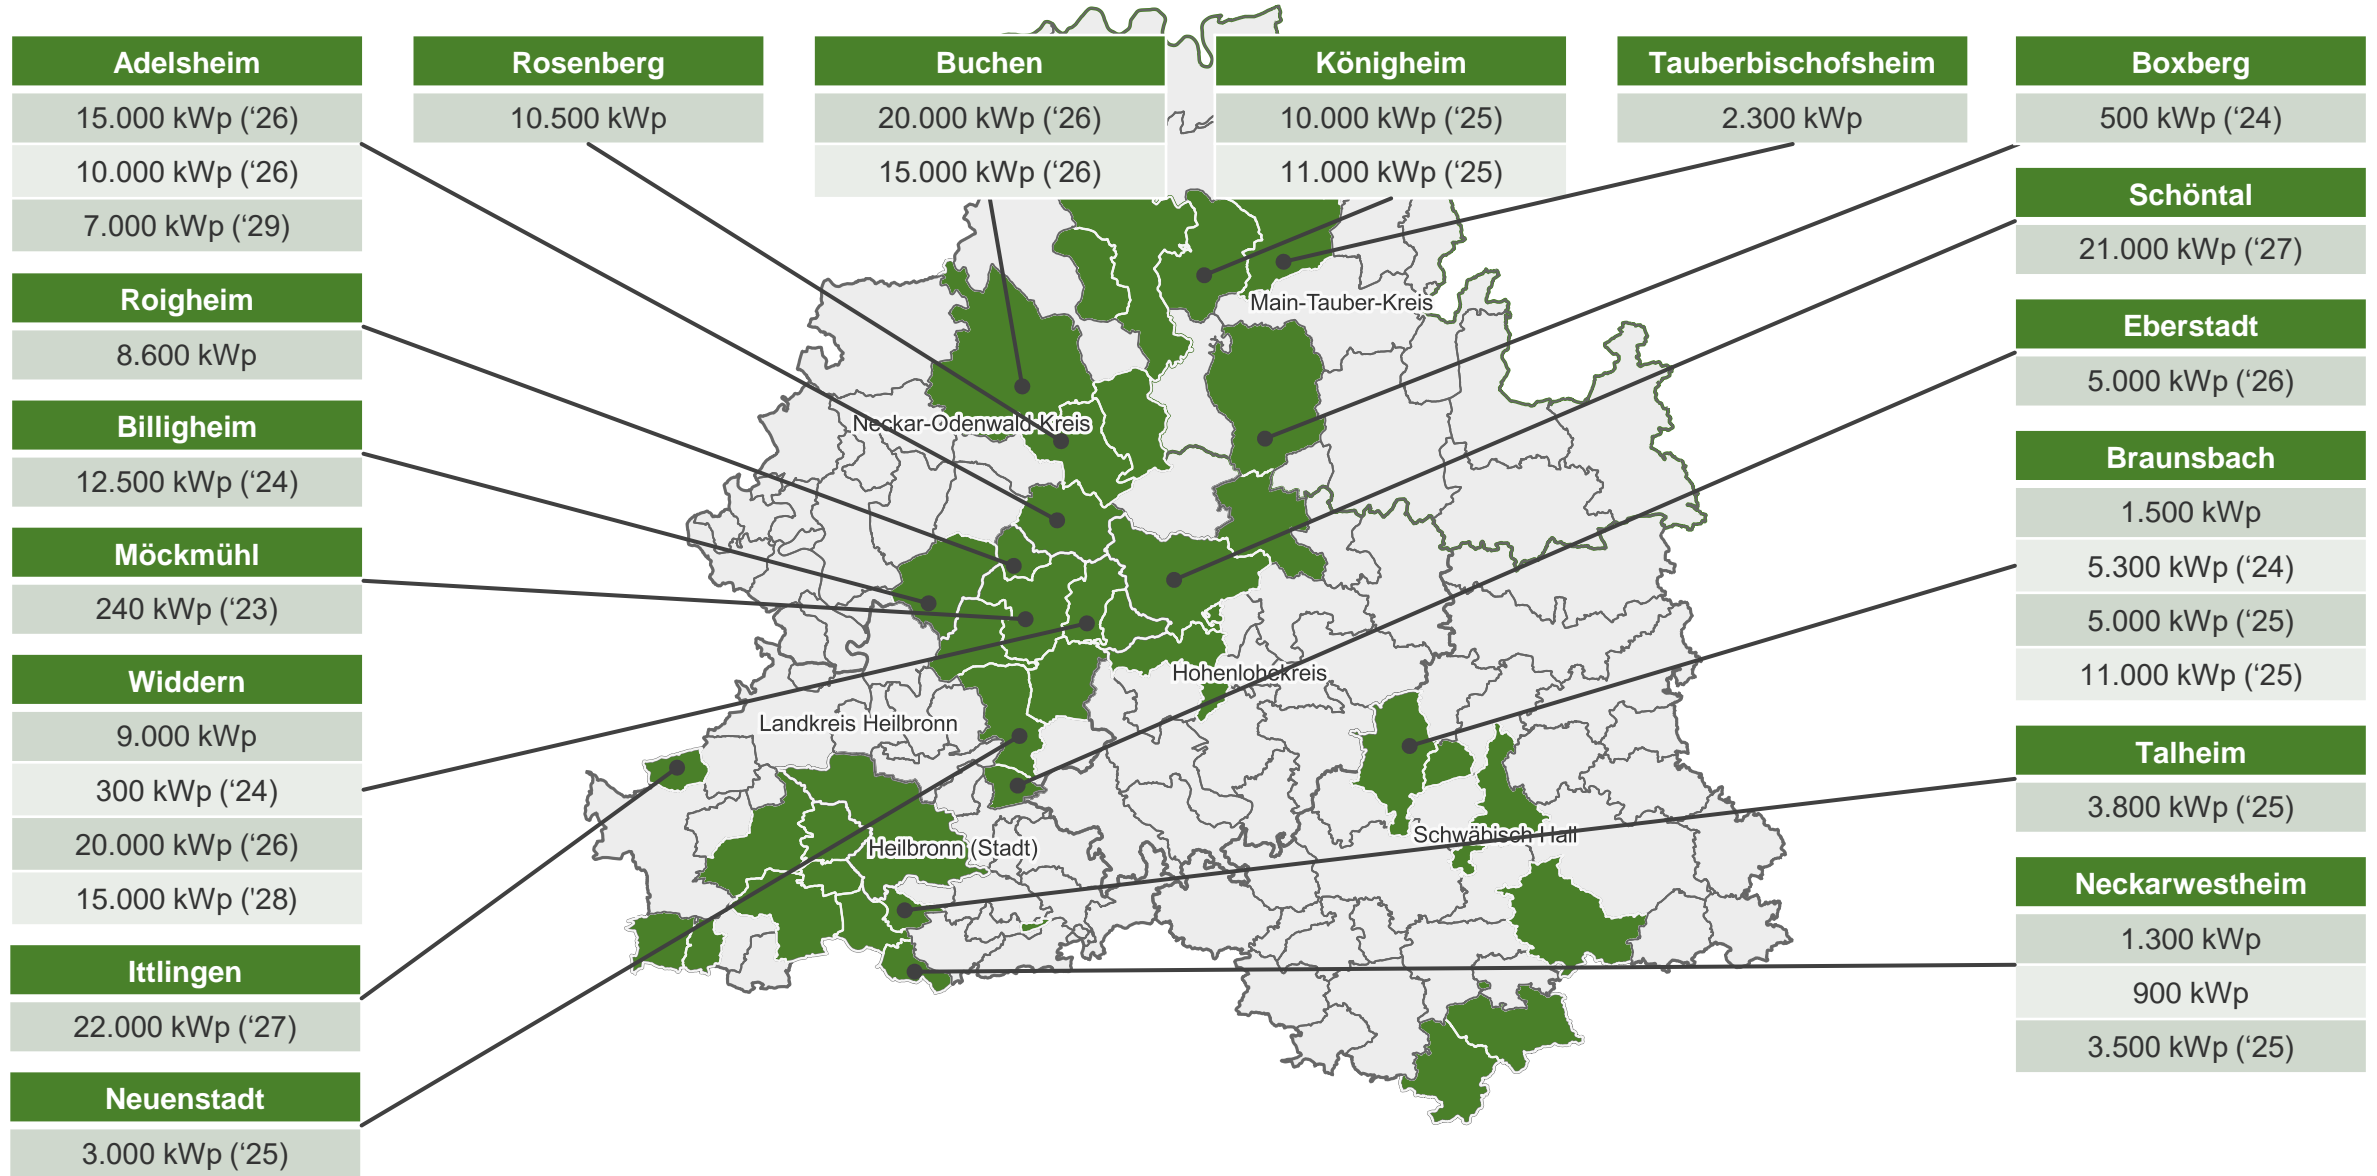 Adelsheim
15.000 kWp (‘26)
10.000 kWp (‘26)
7.000 kWp (‘29)
Rosenberg
10.500 kWp
Buchen
20.000 kWp (‘26)
15.000 kWp (‘26)
Königheim
10.000 kWp (‘25)
11.000 kWp (‘25)
Tauberbischofsheim
2.300 kWp
Boxberg
500 kWp (‘24)
Roigheim
8.600 kWp
Billigheim
12.500 kWp (‘24)
Möckmühl
240 kWp (‘23)
Widdern
9.000 kWp
300 kWp (‘24)
20.000 kWp (‘26)
15.000 kWp (‘28)
Ittlingen
22.000 kWp (‘27)
Neuenstadt
3.000 kWp (‘25)
Main-Tauber-Kreis
Neckar-Odenwald-Kreis
Hohenlohekreis
Landkreis Heilbronn
Schwäbisch Hall
Heilbronn (Stadt)
Schöntal
21.000 kWp (‘27)
Eberstadt
5.000 kWp (‘26)
Braunsbach
1.500 kWp
5.300 kWp (‘24)
5.000 kWp (‘25)
11.000 kWp (‘25)
Talheim
3.800 kWp (‘25)
Neckarwestheim
1.300 kWp
900 kWp
3.500 kWp (‘25)